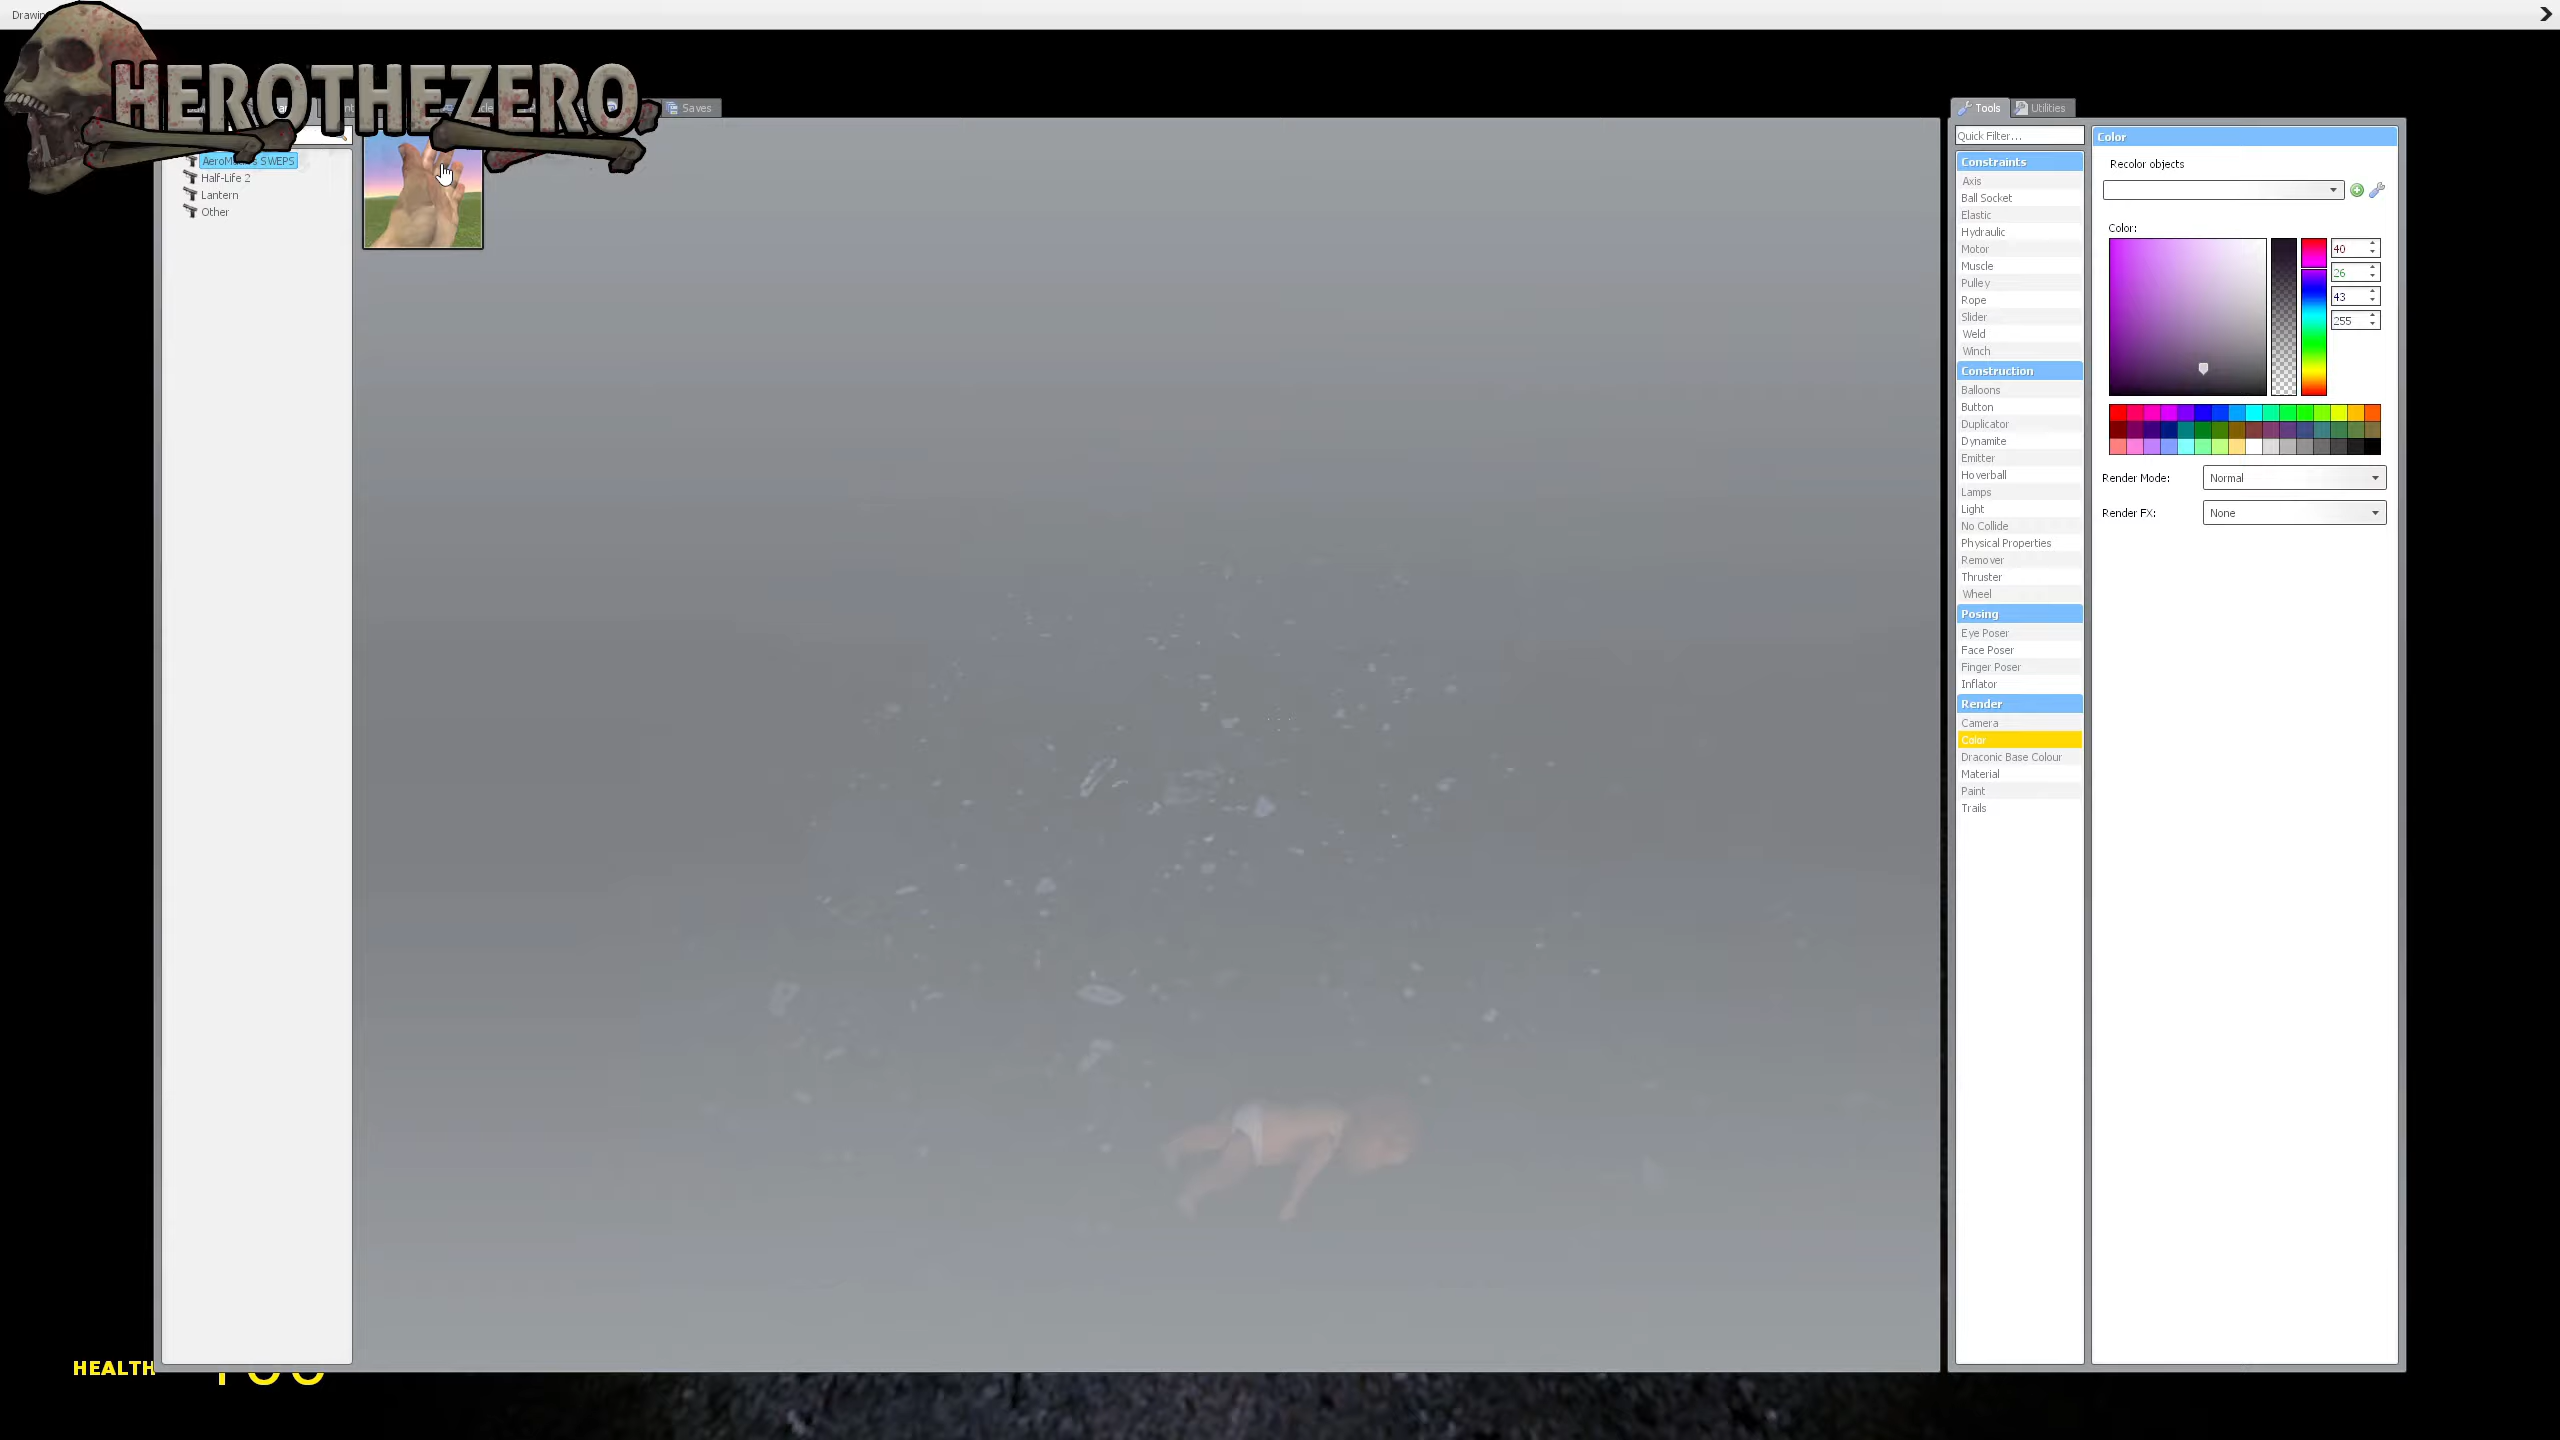 HEROTHEZERO
Saves
SWEPS
Half-Life 2
Lantern
Other
HEALTH
100
Tools
Utilities
Quick Filter...
Constraints
Axis
Ball Socket
Elastic
Hydraulic
Motor
Muscle
Pulley
Rope
Slider
Weld
Winch
Construction
Balloons
Button
Duplicator
Dynamite
Emitter
Hoverball
Lamps
Light
No Collide
Physical Properties
Remover
Thruster
Wheel
Posing
Eye Poser
Face Poser
Finger Poser
Inflator
Render
Camera
Color
Draconic Base Colour
Material
Paint
Trails
Color
Recolor objects
Color:
40
26
43
255
Render Mode:
Normal
Render FX:
None